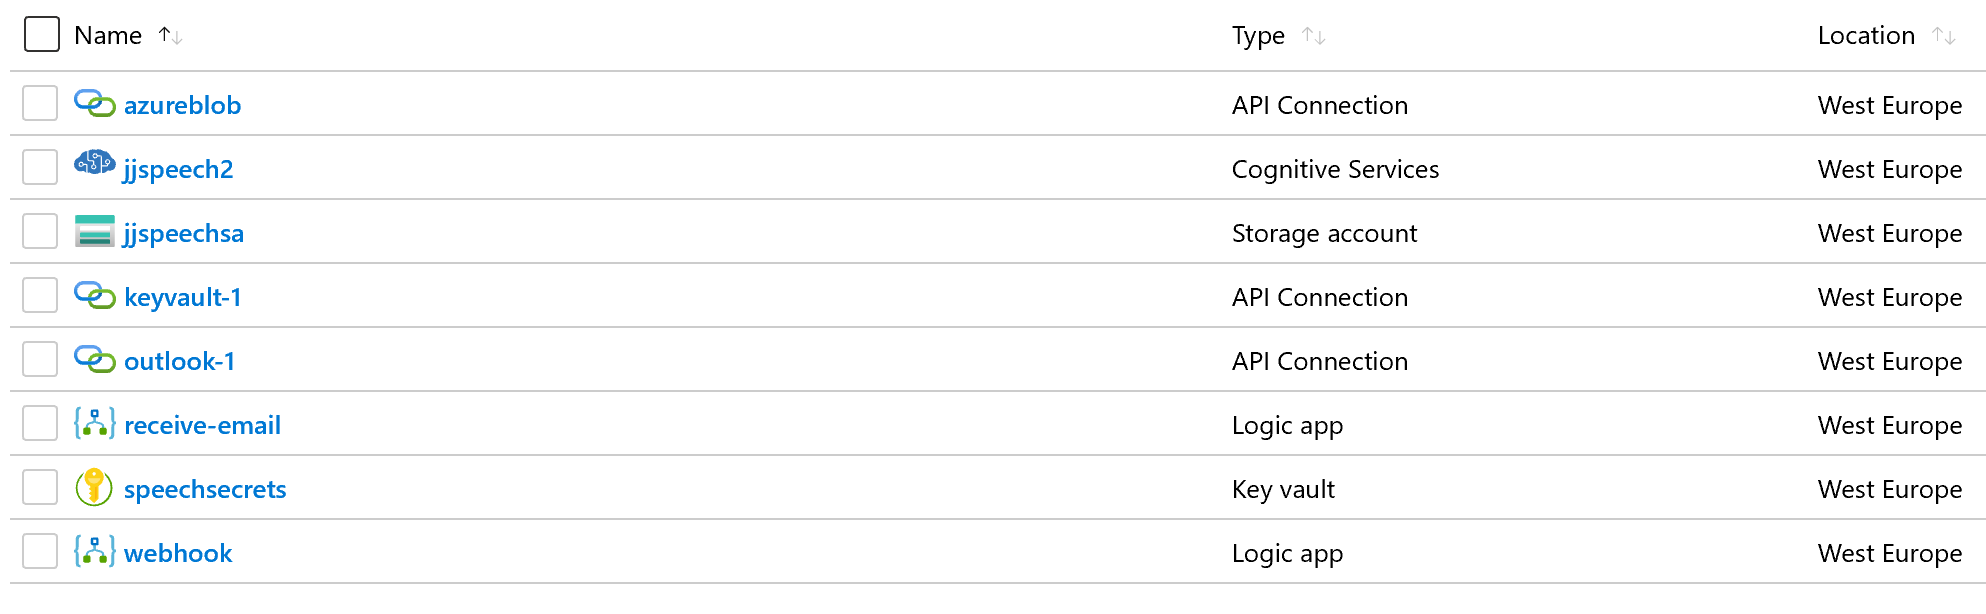 Name ↑↓ Type ↑↓ Location ↑↓
azureblob API Connection West Europe
jjspeech2 Cognitive Services West Europe
jjspeechsa Storage account West Europe
keyvault-1 API Connection West Europe
outlook-1 API Connection West Europe
receive-email Logic app West Europe
speechsecrets Key vault West Europe
webhook Logic app West Europe